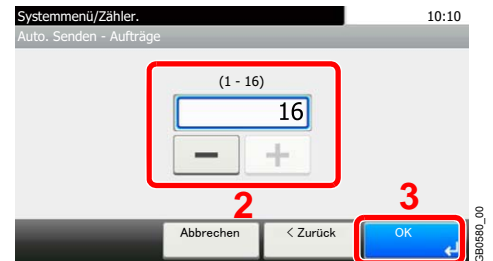 Systemmenü/Zähler. 10:10
Auto. Senden - Aufträge
(1 - 16)
16
− +
2
3
Abbrechen < Zurück OK
GB0580_00